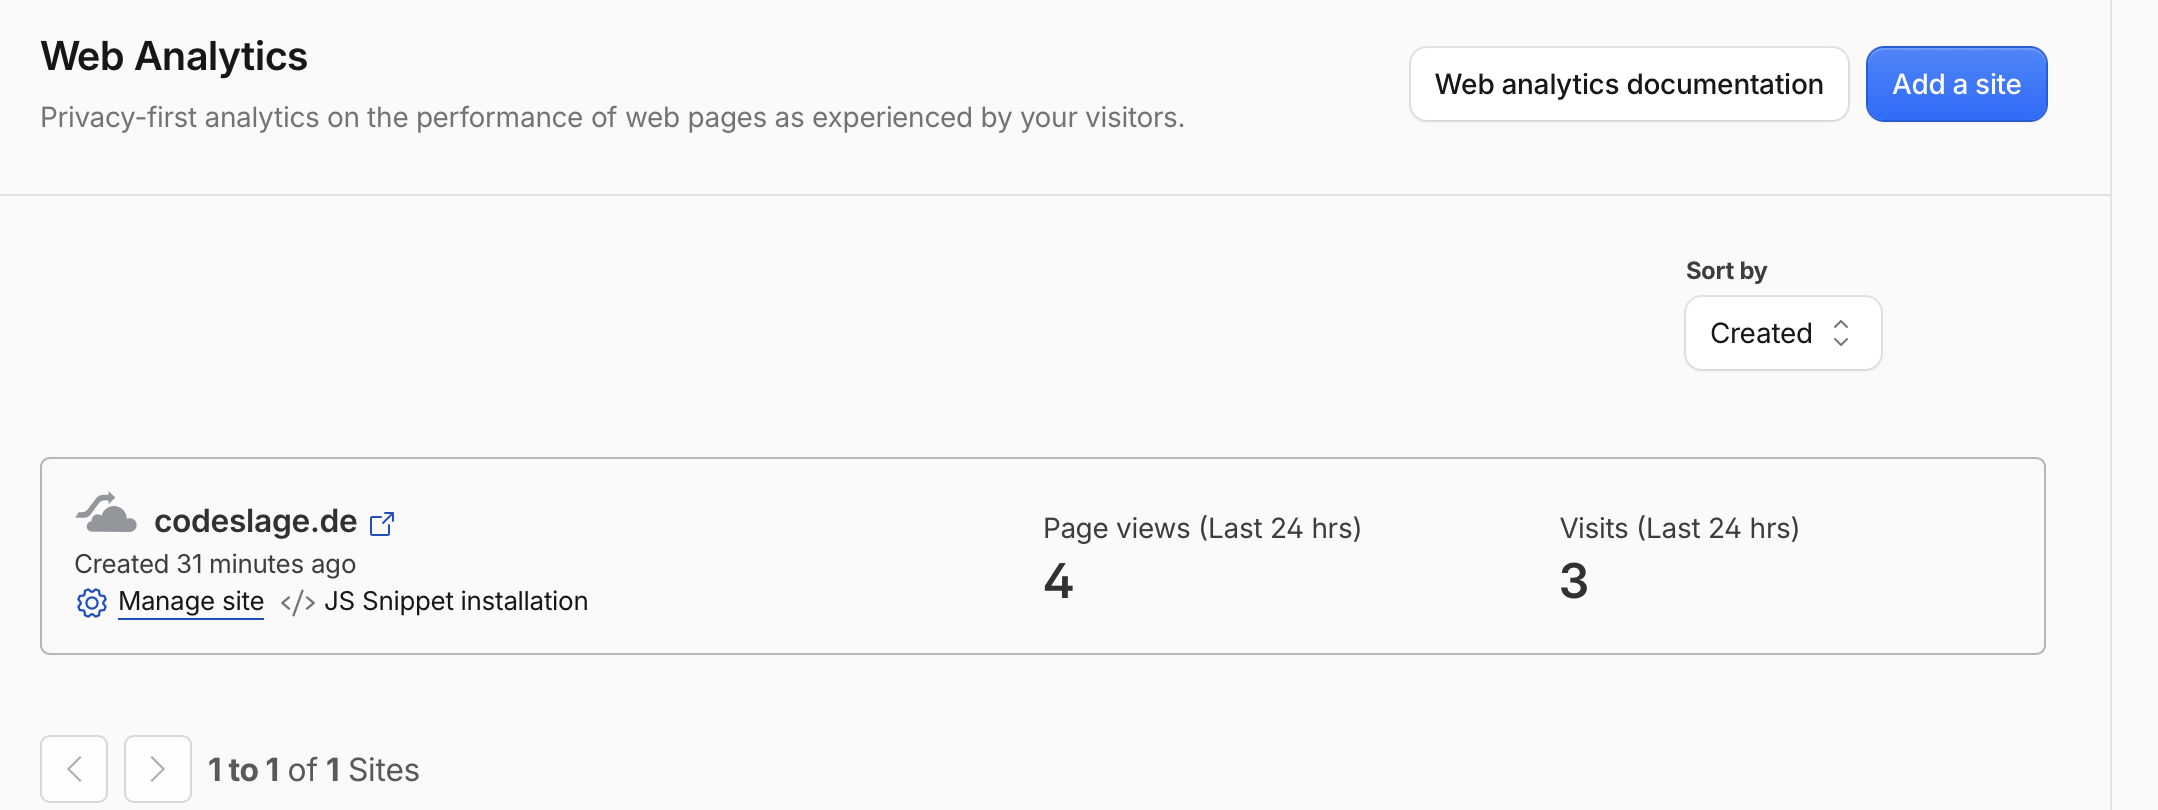 Web Analytics
Privacy-first analytics on the performance of web pages as experienced by your visitors.
Web analytics documentation
Add a site
Sort by
Created
codeslage.de
Created 31 minutes ago
Manage site </> JS Snippet installation
Page views (Last 24 hrs)
4
Visits (Last 24 hrs)
3
1 to 1 of 1 Sites